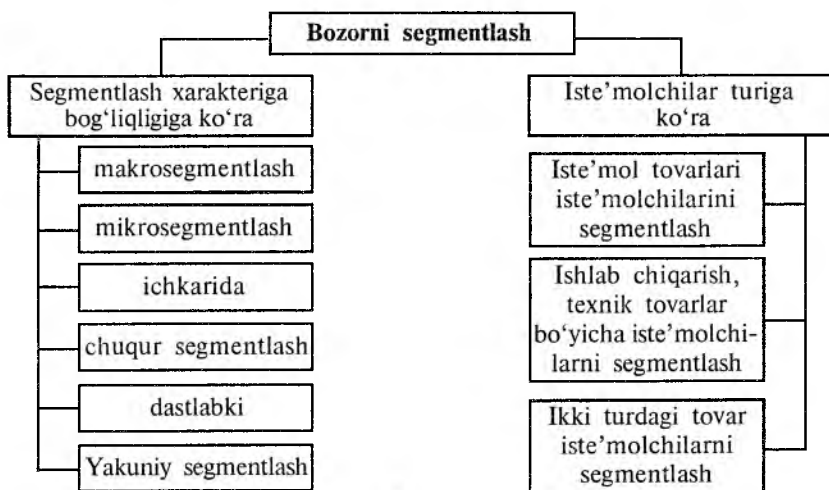 Bozorni segmentlash
Segmentlash xarakteriga
bog‘liqligiga ko‘ra
makrosegmentlash
mikrosegmentlash
ichkarida
chuqur segmentlash
dastlabki
Yakuniy segmentlash
Iste’molchilar turiga
ko‘ra
Iste’mol tovarlari
iste’molchilarini
segmentlash
Ishlab chiqarish,
texnik tovarlar
bo‘yicha iste’molchi-
larni segmentlash
Ikki turdagi tovar
iste’molchilarni
segmentlash